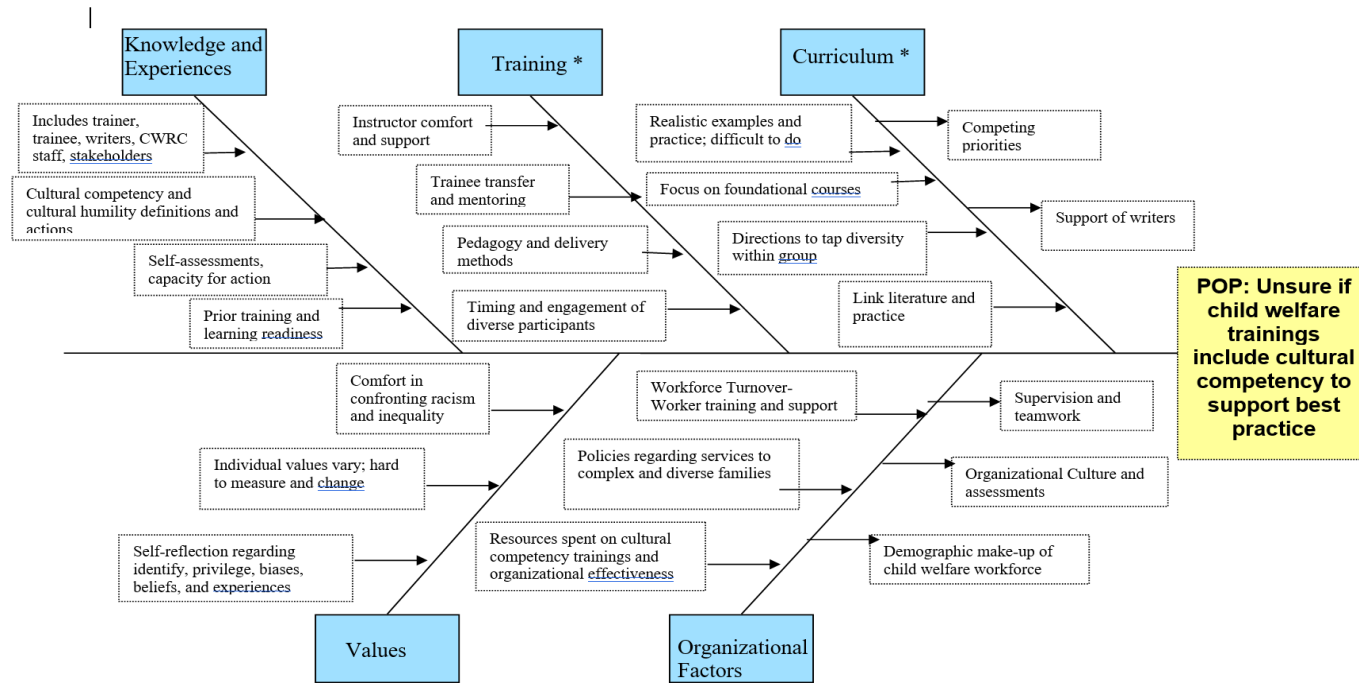 Knowledge and
Experiences
Training *
Curriculum *
Includes trainer,
trainee, writers, CWRC
staff, stakeholders
Cultural competency and
cultural humility definitions and
actions
Self-assessments,
capacity for action
Prior training and
learning readiness
Instructor comfort
and support
Trainee transfer
and mentoring
Pedagogy and delivery
methods
Timing and engagement of
diverse participants
Realistic examples and
practice; difficult to do
Focus on foundational courses
Directions to tap diversity
within group
Link literature and
practice
Competing
priorities
Support of writers
POP: Unsure if
child welfare
trainings
include cultural
competency to
support best
practice
Comfort in
confronting racism
and inequality
Individual values vary; hard
to measure and change
Self-reflection regarding
identify, privilege, biases,
beliefs, and experiences
Workforce Turnover-
Worker training and support
Policies regarding services to
complex and diverse families
Resources spent on cultural
competency trainings and
organizational effectiveness
Supervision and
teamwork
Organizational Culture and
assessments
Demographic make-up of
child welfare workforce
Values
Organizational
Factors